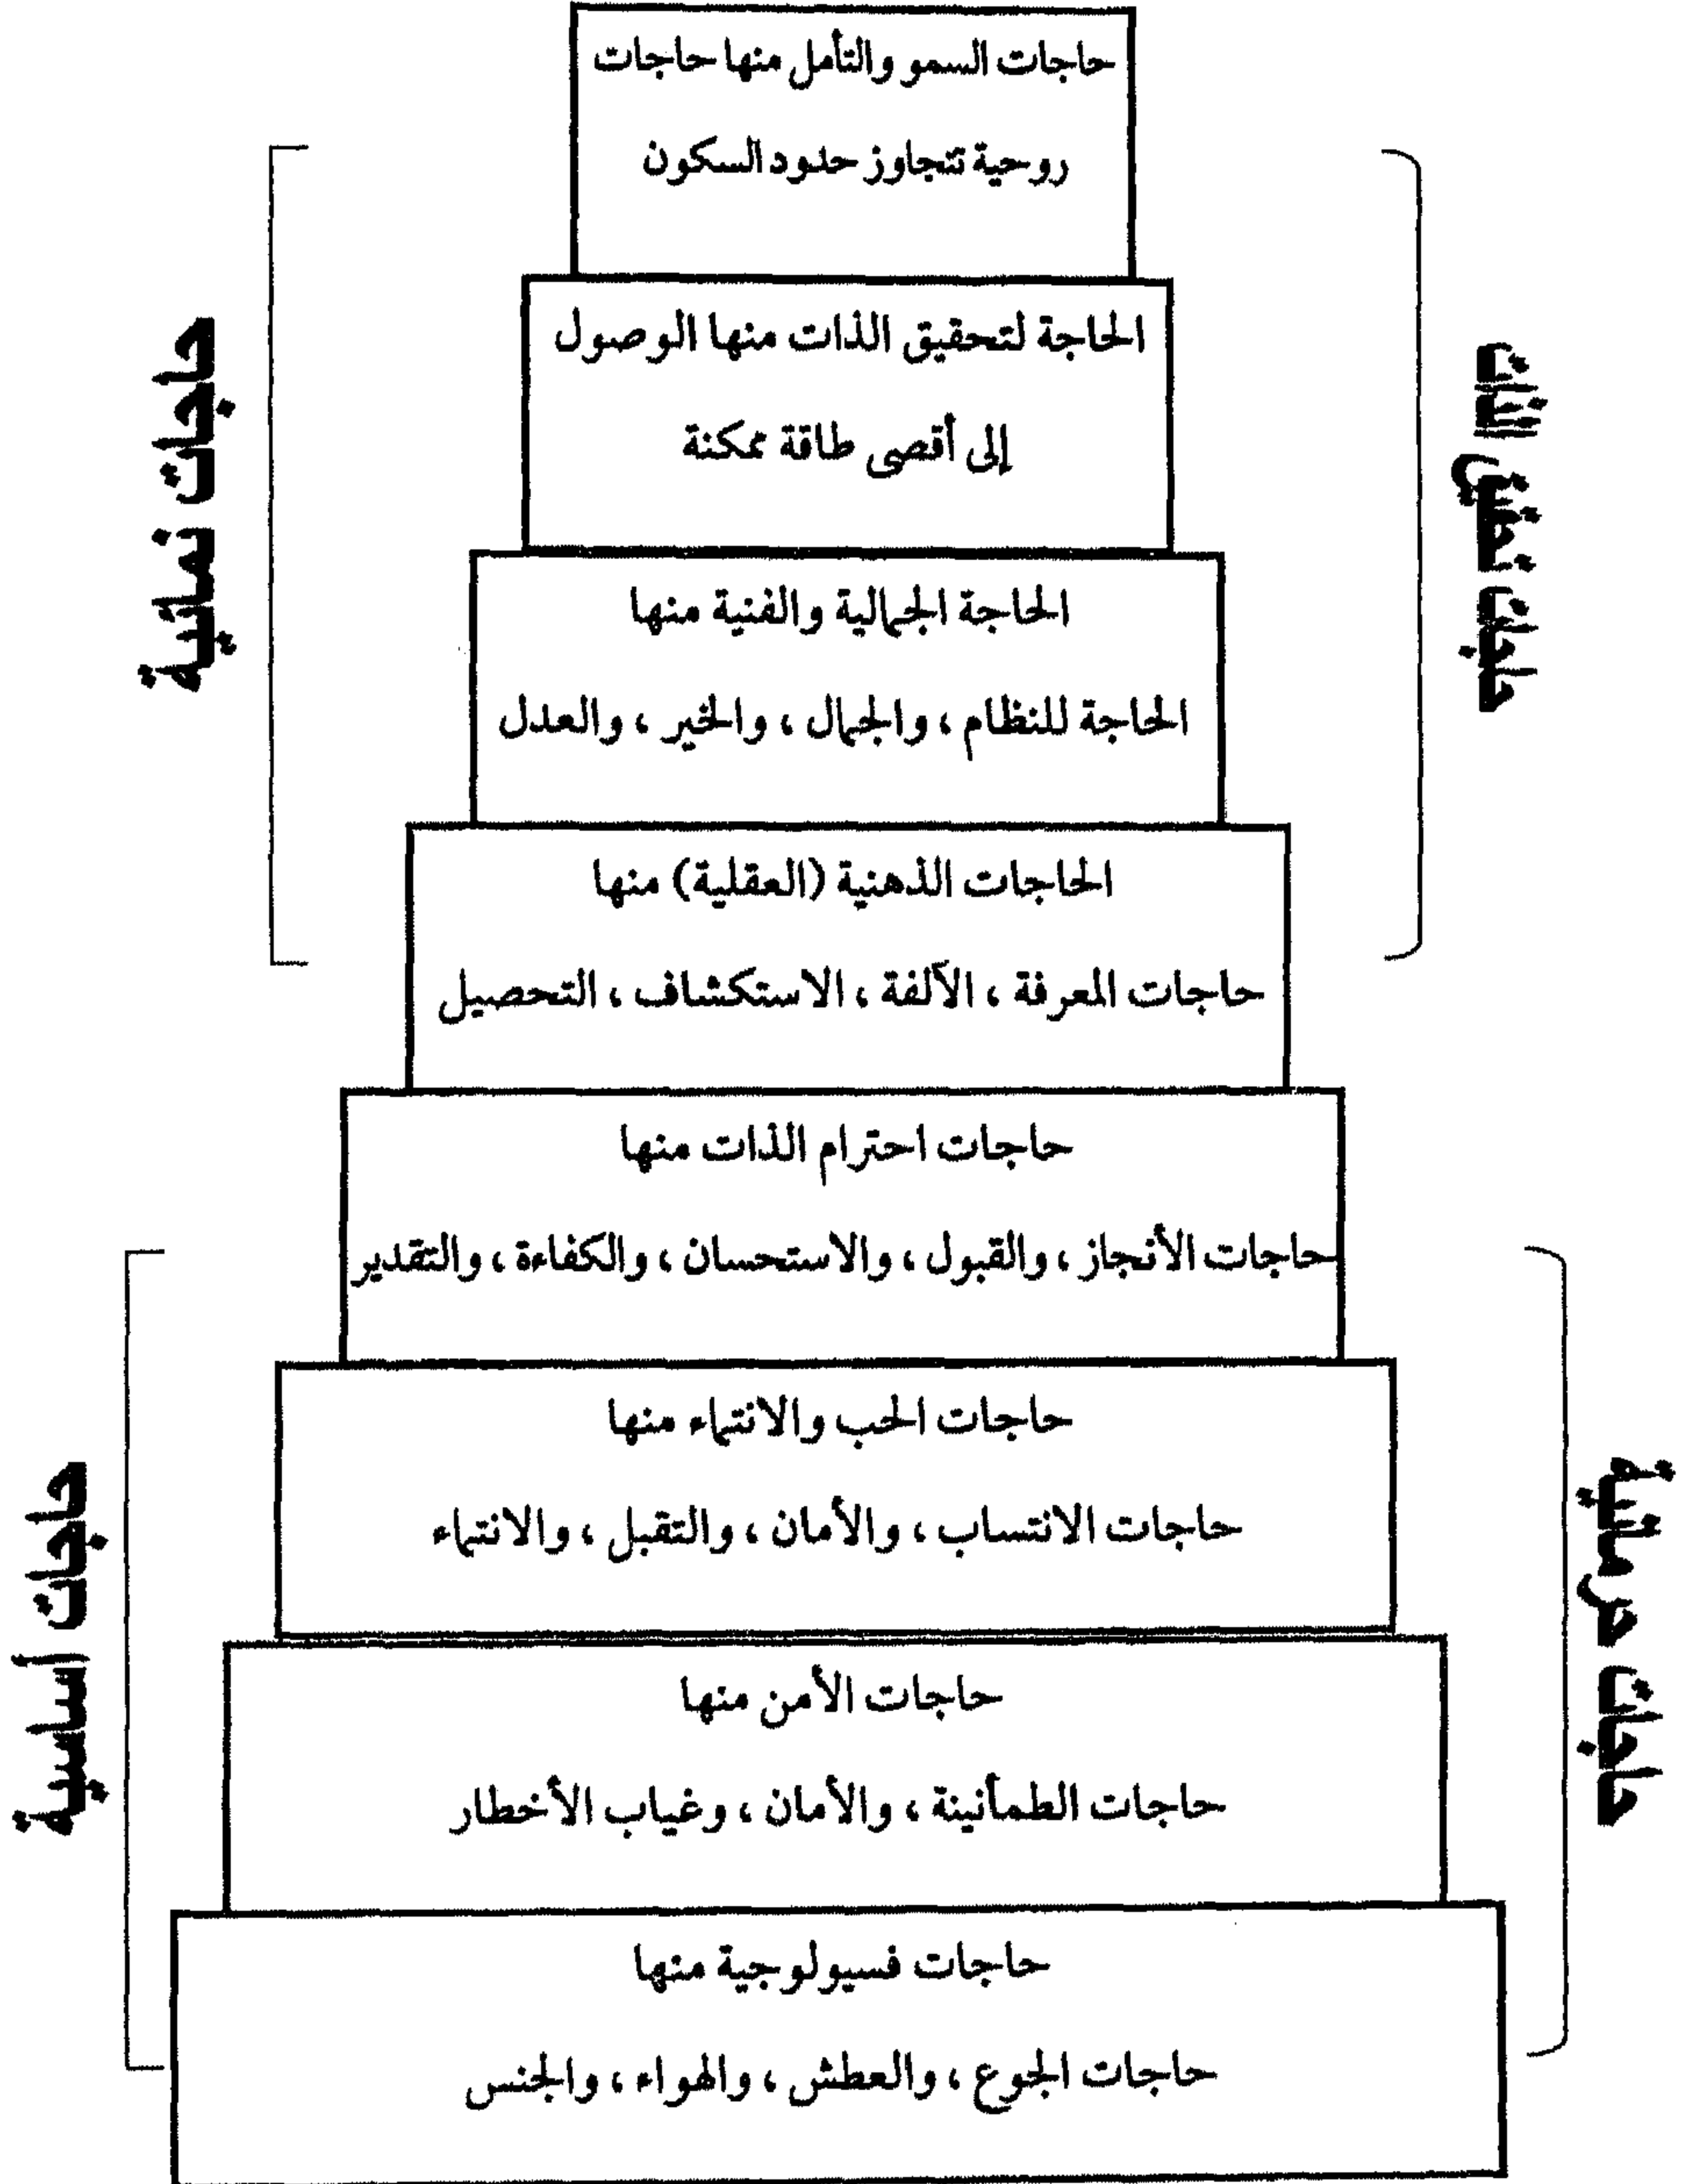 حاجات السمو والتأمل منها حاجات
روحية تتجاوز حدود السكون
الحاجة لتحقيق الذات منها الوصول
إلى أقصى طاقة ممكنة
الحاجة الجمالية والفنية منها
الحاجة للنظام ، والجمال ، والخير ، والعدل
الحاجات الذهنية (العقلية) منها
حاجات المعرفة ، الآلفة ، الاستكشاف ، التحصيل
حاجات احترام الذات منها
حاجات الأنجاز ، والقبول ، والاستحسان ، والكفاءة ، والتقدير
حاجات الحب والانتماء منها
حاجات الانتساب ، والأمان ، والتقبل ، والانتماء
حاجات الأمن منها
حاجات الطمأنينة ، والأمان ، وغياب الأخطار
حاجات فسيولوجية منها
حاجات الجوع ، والعطش ، والهواء ، والجنس
حاجات تحقيق الذات
حاجات حرمانية
حاجات نمائية
حاجات أساسية